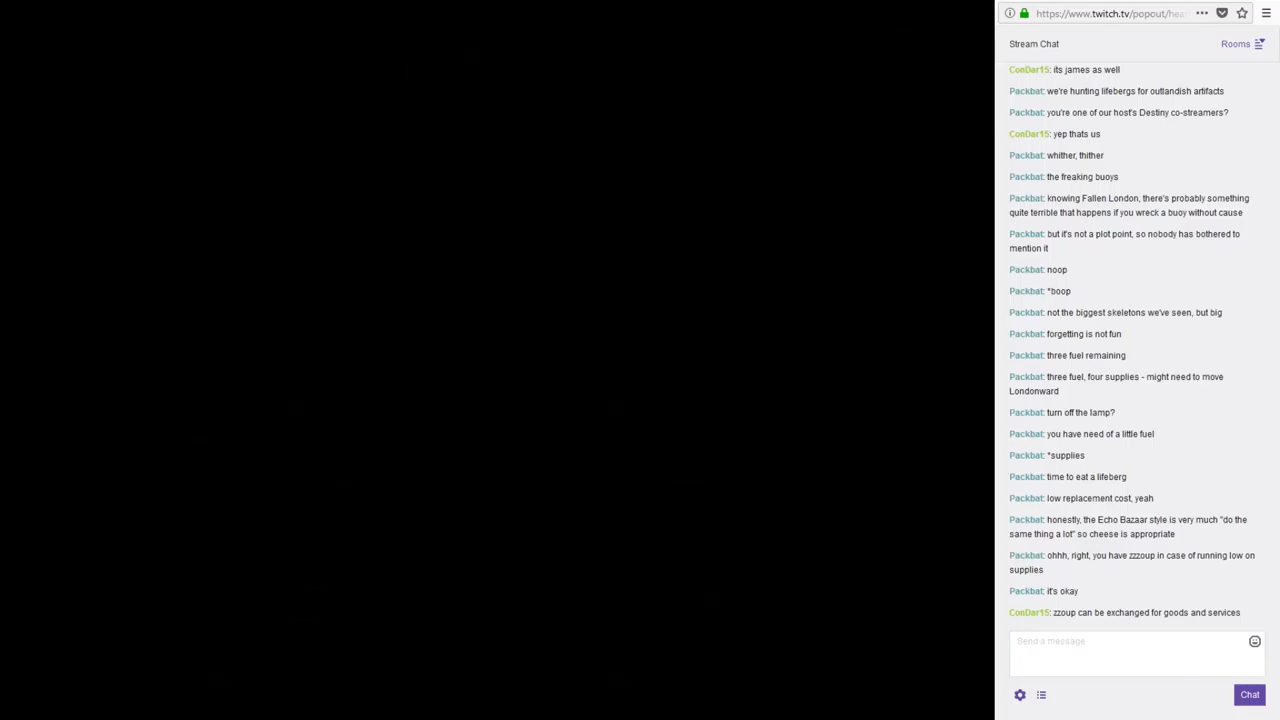 https://www.twitch.tv/popout/hea
Stream Chat
Rooms
ConDar15: its james as well
Packbat: we're hunting lifebergs for outlandish artifacts
Packbat: you're one of our host's Destiny co-streamers?
ConDar15: yep thats us
Packbat: whither, thither
Packbat: the freaking buoys
Packbat: knowing Fallen London, there's probably something
quite terrible that happens if you wreck a buoy without cause
Packbat: but it's not a plot point, so nobody has bothered to
mention it
Packbat: noop
Packbat: *boop
Packbat: not the biggest skeletons we've seen, but big
Packbat: forgetting is not fun
Packbat: three fuel remaining
Packbat: three fuel, four supplies - might need to move
Londonward
Packbat: turn off the lamp?
Packbat: you have need of a little fuel
Packbat: *supplies
Packbat: time to eat a lifeberg
Packbat: low replacement cost, yeah
Packbat: honestly, the Echo Bazaar style is very much "do the
same thing a lot" so cheese is appropriate
Packbat: ohhh, right, you have zzzoup in case of running low on
supplies
Packbat: it's okay
ConDar15: zzoup can be exchanged for goods and services
Send a message
Chat